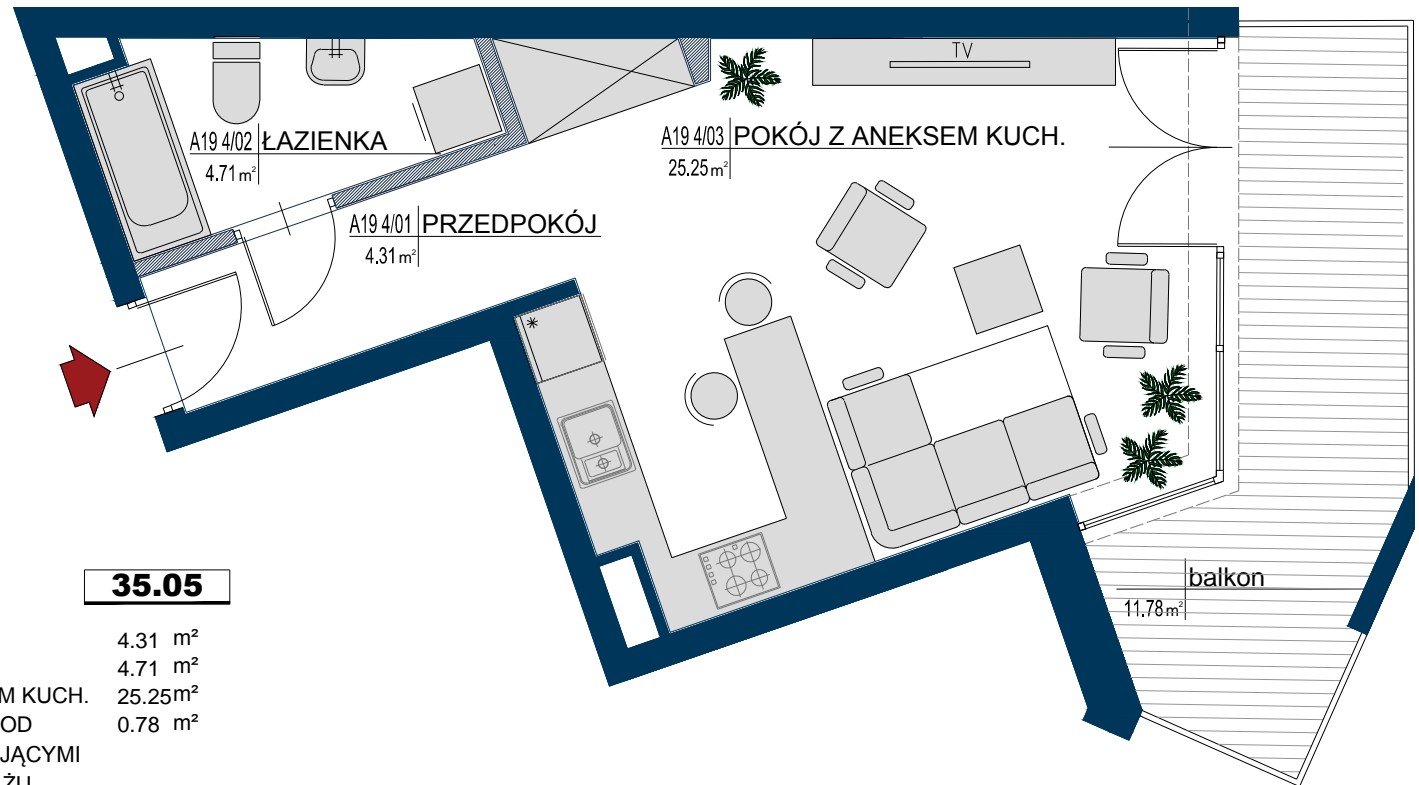 TV
A19 4/02 ŁAZIENKA
4.71 m²
A19 4/03 POKÓJ Z ANEKSEM KUCH.
25.25 m²
A19 4/01 PRZEDPOKÓJ
4.31 m²
balkon
11.78 m²
35.05
4.31 m²
4.71 m²
M KUCH. 25.25 m²
OD 0.78 m²
JĄCYMI